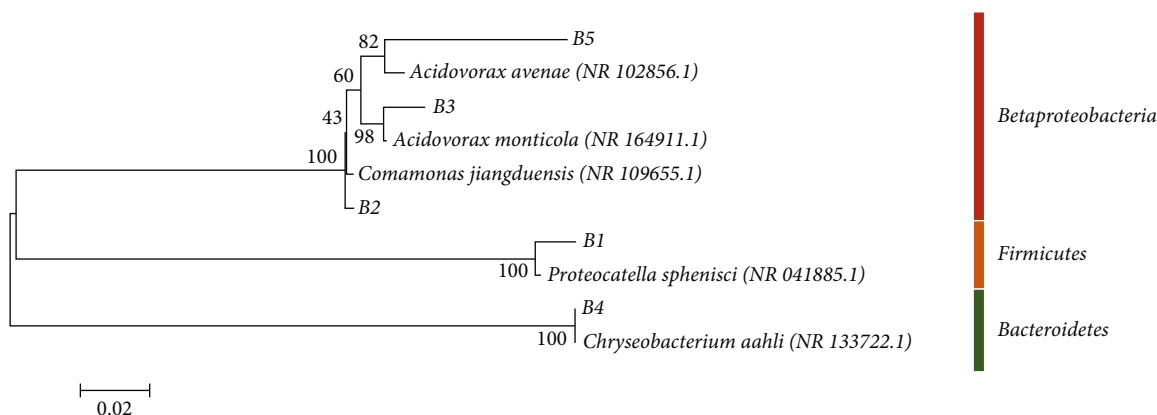 82
B5
Acidovorax avenae (NR 102856.1)
60
B3
43
98
Acidovorax monticola (NR 164911.1)
Betaproteobacteria
100
Comamonas jiangduensis (NR 109655.1)
B2
B1
Firmicutes
100
Proteocatella sphenisci (NR 041885.1)
B4
Bacteroidetes
100
Chryseobacterium aahli (NR 133722.1)
0.02